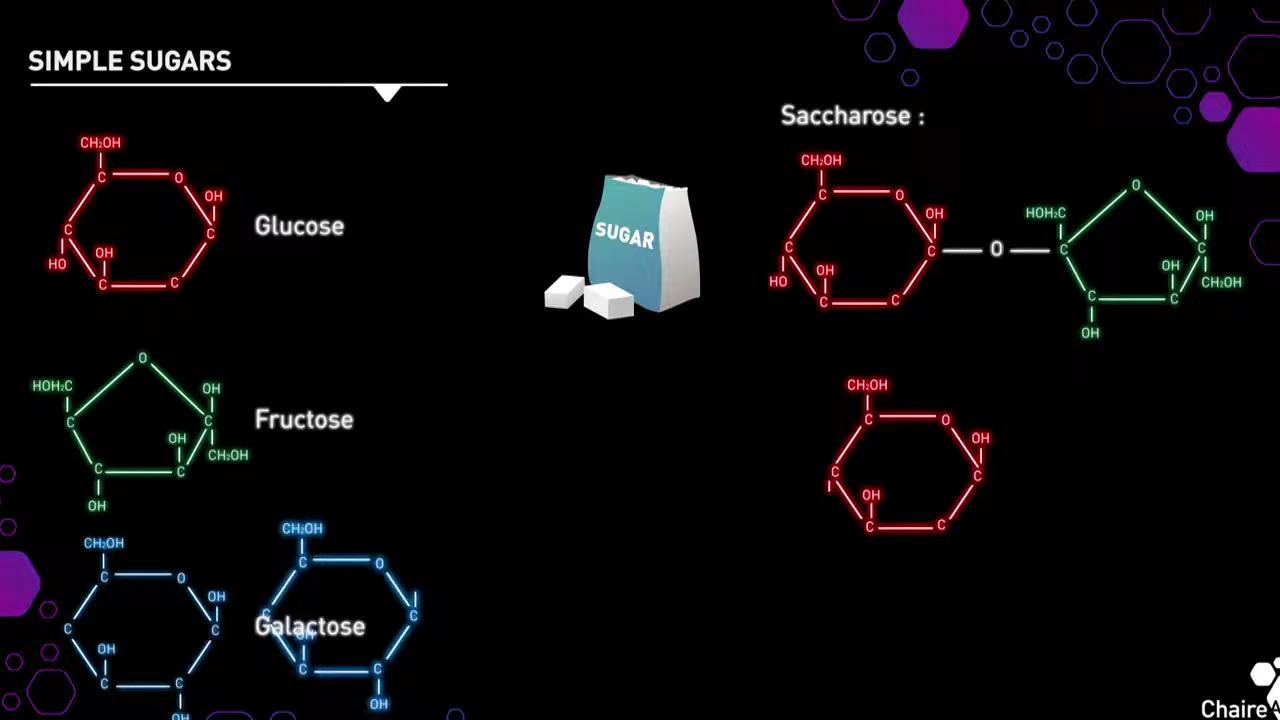 SIMPLE SUGARS
CH₂OH
C
O
OH
C
C
HO
OH
C
C
Glucose
O
HOH₂C
OH
C
C
OH
CH₂OH
C
C
OH
Fructose
CH₂OH
C
O
OH
C
C
OH
C
C
OH
CH₂OH
C
O
C
C
OH
C
C
OH
Galactose
SUGAR
Saccharose :
CH₂OH
C
O
OH
C
C
HO
OH
C
C
O
O
HOH₂C
OH
C
C
OH
CH₂OH
C
C
OH
CH₂OH
C
O
OH
C
C
OH
C
C
Chaire